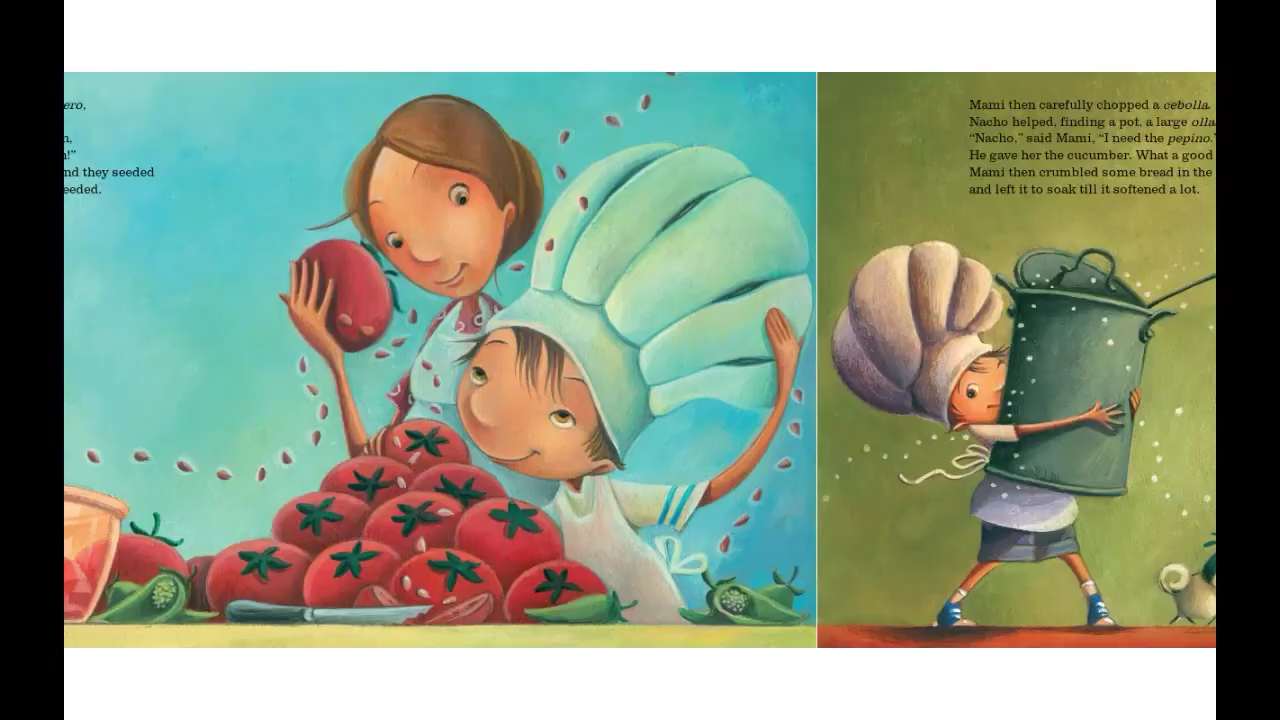 ero,
n,
n!"
nd they seeded
eeded.
Mami then carefully chopped a cebolla.
Nacho helped, finding a pot, a large olla.
“Nacho,” said Mami, “I need the pepino.”
He gave her the cucumber. What a good
Mami then crumbled some bread in the
and left it to soak till it softened a lot.